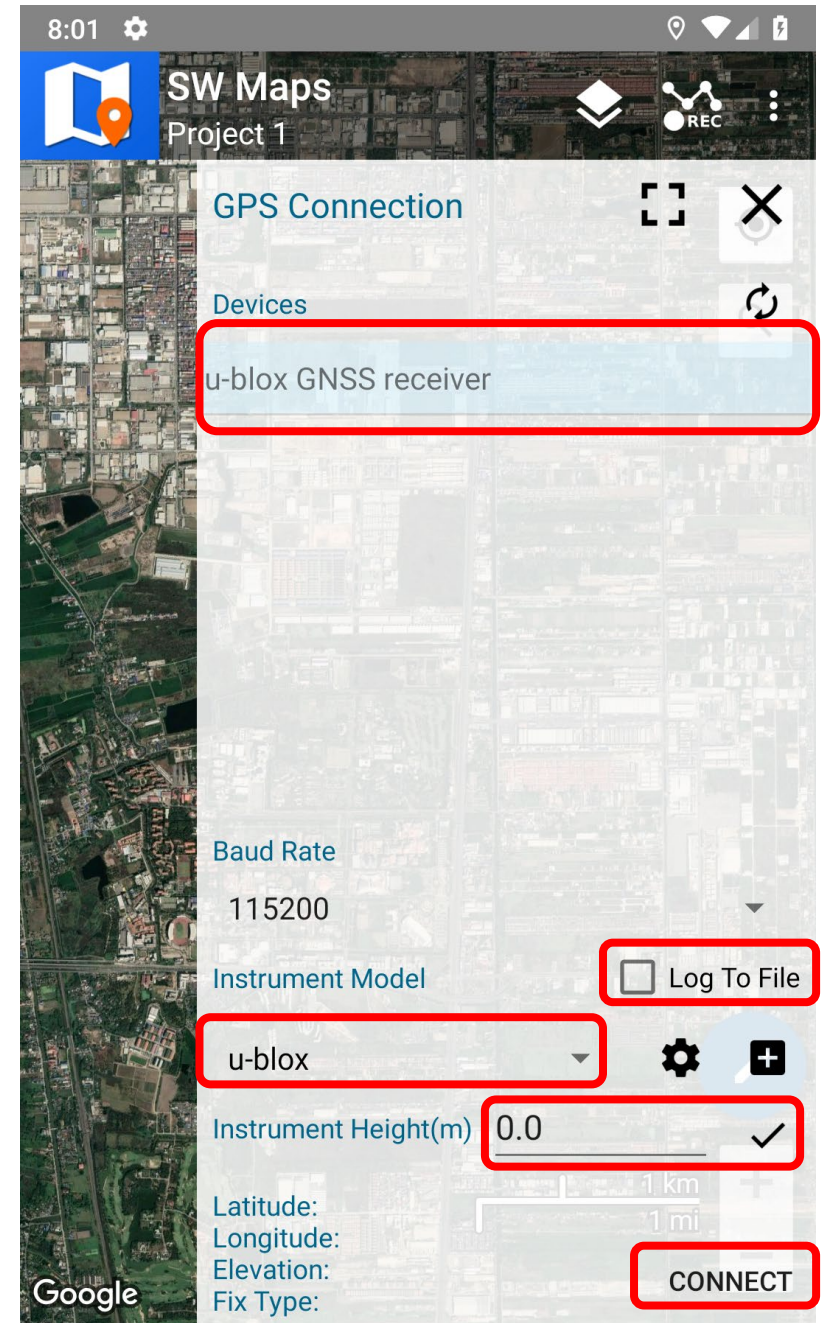 8:01
SW Maps
Project 1
REC
GPS Connection
Devices
u-blox GNSS receiver
Baud Rate
115200
Instrument Model
Log To File
u-blox
Instrument Height(m)
0.0
1 km
1 mi
Latitude:
Longitude:
Elevation:
Fix Type:
CONNECT
Google